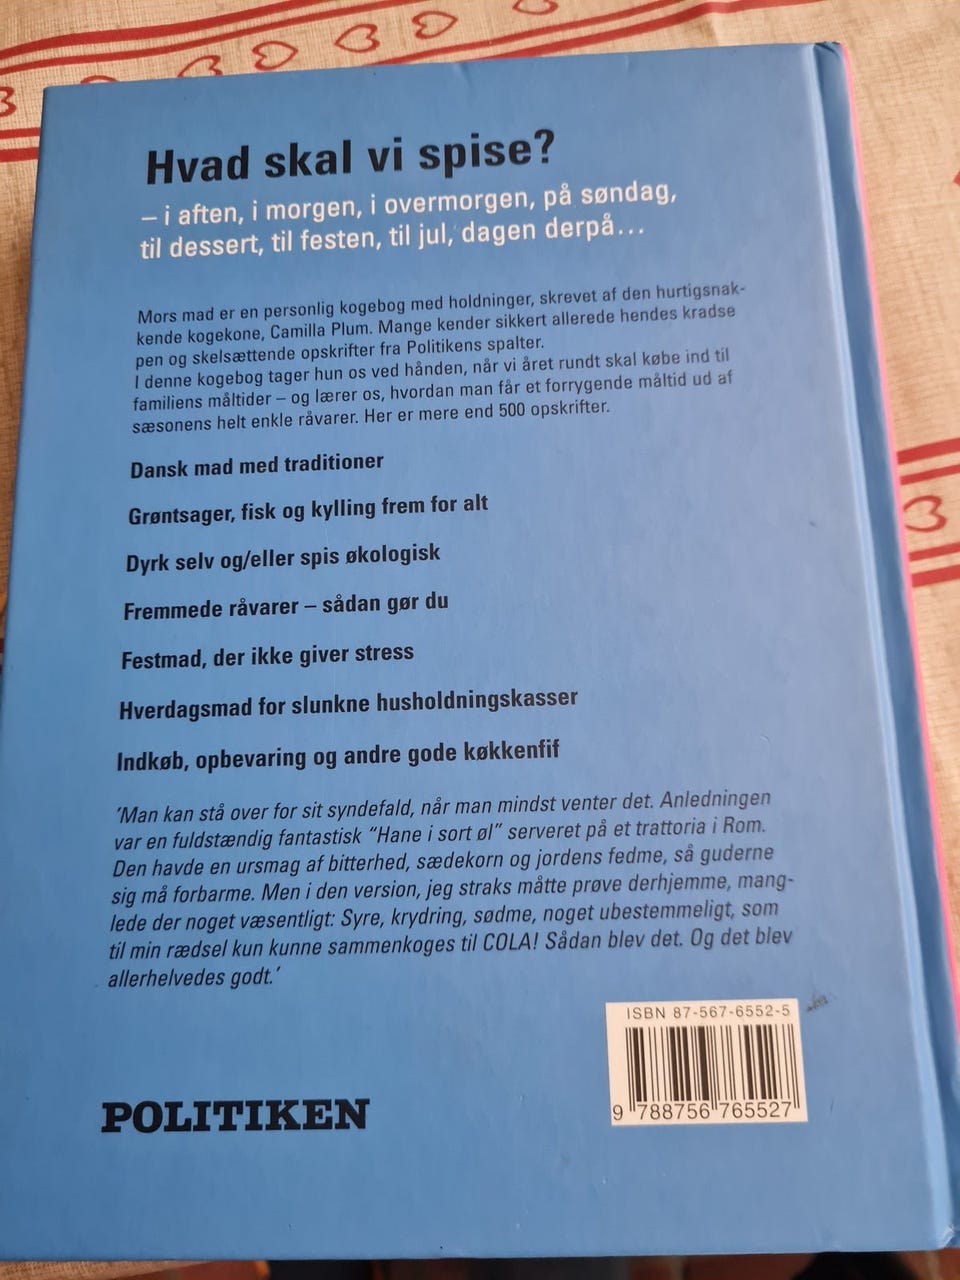 Hvad skal vi spise?
– i aften, i morgen, i overmorgen, på søndag,
til dessert, til festen, til jul, dagen derpå...
Mors mad er en personlig kogebog med holdninger, skrevet af den hurtigsnak-
kende kogekone, Camilla Plum. Mange kender sikkert allerede hendes kradse
pen og skelsættende opskrifter fra Politikens spalter.
I denne kogebog tager hun os ved hånden, når vi året rundt skal købe ind til
familiens måltider – og lærer os, hvordan man får et forrygende måltid ud af
sæsonens helt enkle råvarer. Her er mere end 500 opskrifter.
Dansk mad med traditioner
Grøntsager, fisk og kylling frem for alt
Dyrk selv og/eller spis økologisk
Fremmede råvarer – sådan gør du
Festmad, der ikke giver stress
Hverdagsmad for slunkne husholdningskasser
Indkøb, opbevaring og andre gode køkkenfif
'Man kan stå over for sit syndefald, når man mindst venter det. Anledningen
var en fuldstændig fantastisk "Hane i sort øl" serveret på et trattoria i Rom.
Den havde en ursmag af bitterhed, sædekorn og jordens fedme, så guderne
sig må forbarme. Men i den version, jeg straks måtte prøve derhjemme, mang-
lede der noget væsentligt: Syre, krydring, sødme, noget ubestemmeligt, som
til min rædsel kun kunne sammenkoges til COLA! Sådan blev det. Og det blev
allerhelvedes godt.'
ISBN 87-567-6552-5
9 788756 765527
POLITIKEN